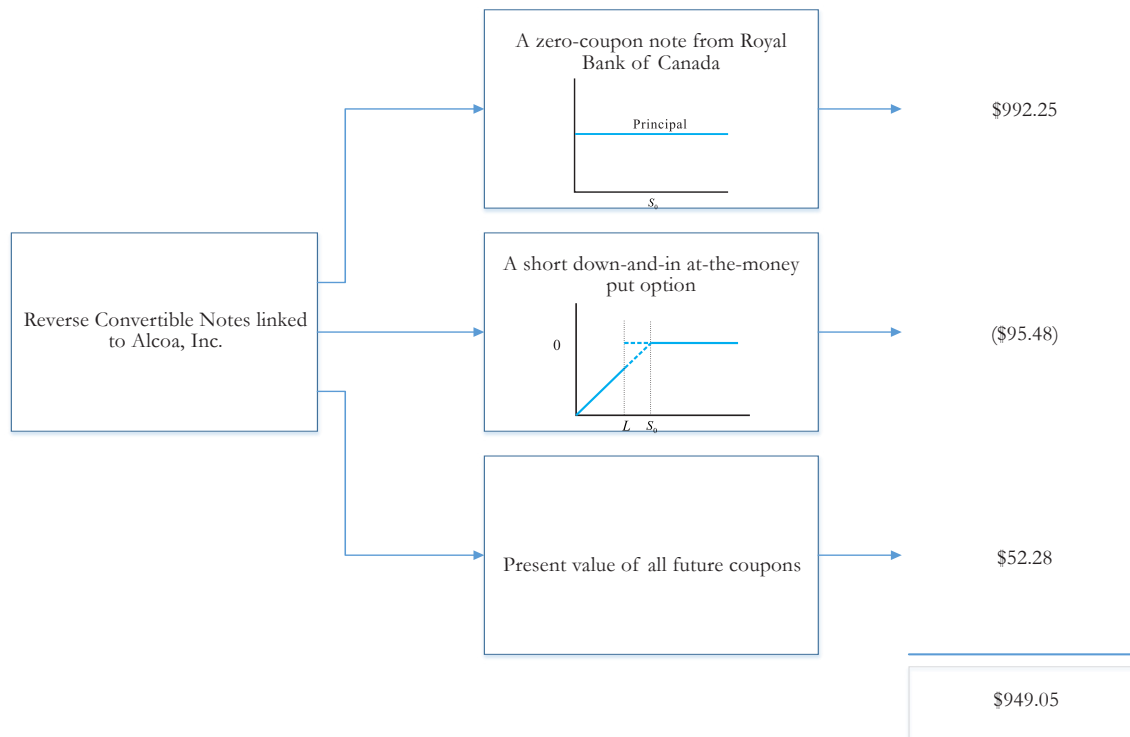 A zero-coupon note from Royal
Bank of Canada
Principal
S₀
$992.25
Reverse Convertible Notes linked
to Alcoa, Inc.
A short down-and-in at-the-money
put option
0
L S₀
($95.48)
Present value of all future coupons
$52.28
$949.05